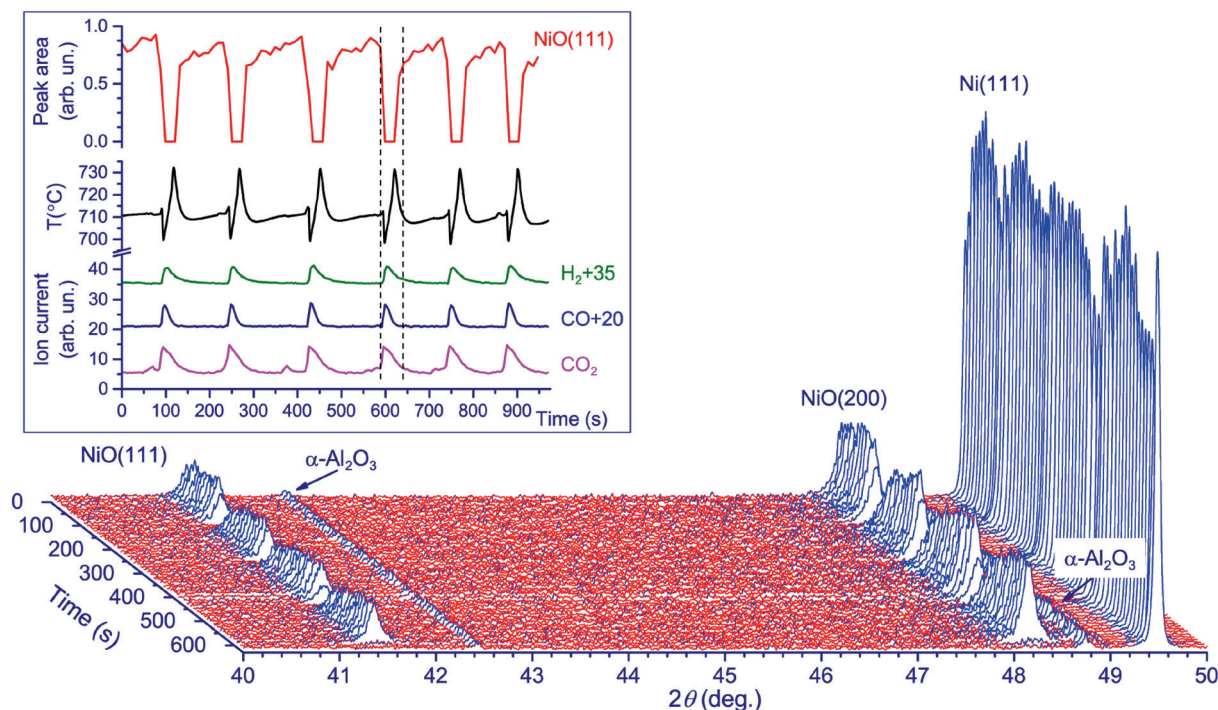 1.0
NiO(111)
Peak area
(arb. un.)
0.5
0.0
730
T(°C)
720
710
700
40
H₂+35
Ion current
(arb. un.)
30
CO+20
20
10
CO₂
0
0 100 200 300 400 500 600 700 800 900 Time (s)
Ni(111)
NiO(200)
NiO(111)
α-Al₂O₃
α-Al₂O₃
0
100
200
300
400
500
600
Time (s)
40 41 42 43 44 45 46 47 48 49 50
2θ (deg.)